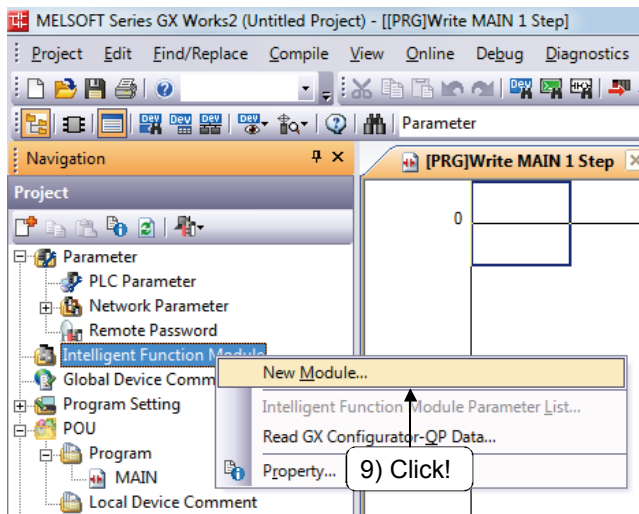 MELSOFT Series GX Works2 (Untitled Project) - [[PRG]Write MAIN 1 Step]
Project Edit Find/Replace Compile View Online Debug Diagnostics
Parameter
Navigation
[PRG]Write MAIN 1 Step
Project
0
Parameter
PLC Parameter
Network Parameter
Remote Password
Intelligent Function Module
New Module...
Global Device Comm
Intelligent Function Module Parameter List...
Program Setting
Read GX Configurator-QP Data...
POU
Program
Property...
9) Click!
MAIN
Local Device Comment